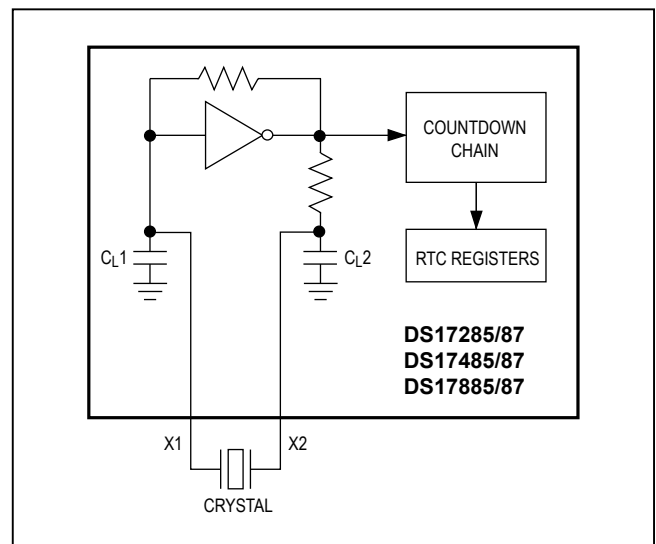 COUNTDOWN
CHAIN
RTC REGISTERS
CL1
CL2
DS17285/87
DS17485/87
DS17885/87
X1
X2
CRYSTAL